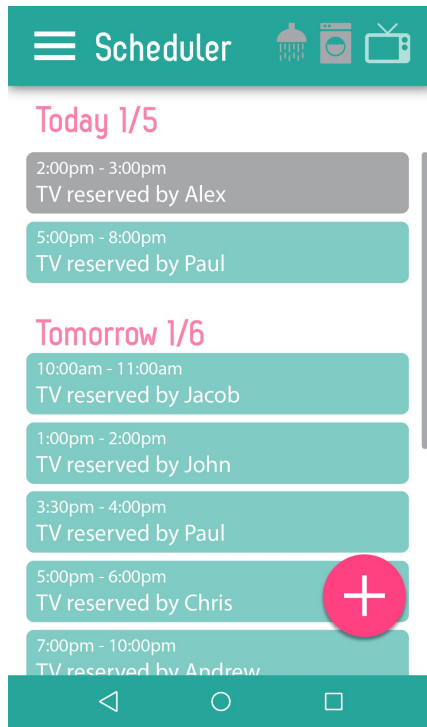 Scheduler
Today 1/5
2:00pm - 3:00pm
TV reserved by Alex
5:00pm - 8:00pm
TV reserved by Paul
Tomorrow 1/6
10:00am - 11:00am
TV reserved by Jacob
1:00pm - 2:00pm
TV reserved by John
3:30pm - 4:00pm
TV reserved by Paul
5:00pm - 6:00pm
TV reserved by Chris
7:00pm - 10:00pm
TV reserved by Andrew